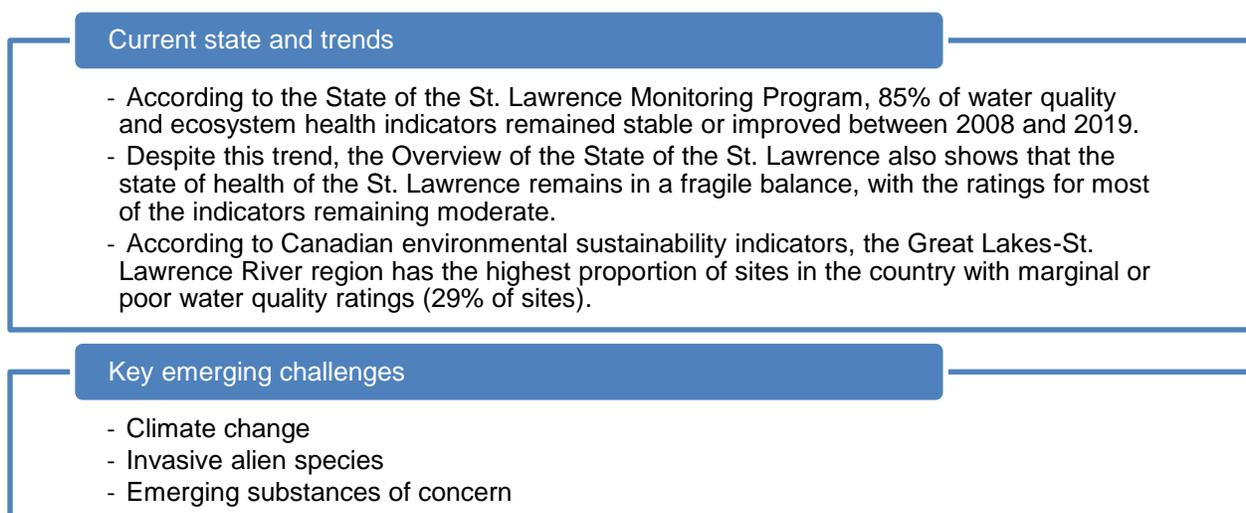 Current state and trends
- According to the State of the St. Lawrence Monitoring Program, 85% of water quality
and ecosystem health indicators remained stable or improved between 2008 and 2019.
- Despite this trend, the Overview of the State of the St. Lawrence also shows that the
state of health of the St. Lawrence remains in a fragile balance, with the ratings for most
of the indicators remaining moderate.
- According to Canadian environmental sustainability indicators, the Great Lakes-St.
Lawrence River region has the highest proportion of sites in the country with marginal or
poor water quality ratings (29% of sites).
Key emerging challenges
- Climate change
- Invasive alien species
- Emerging substances of concern